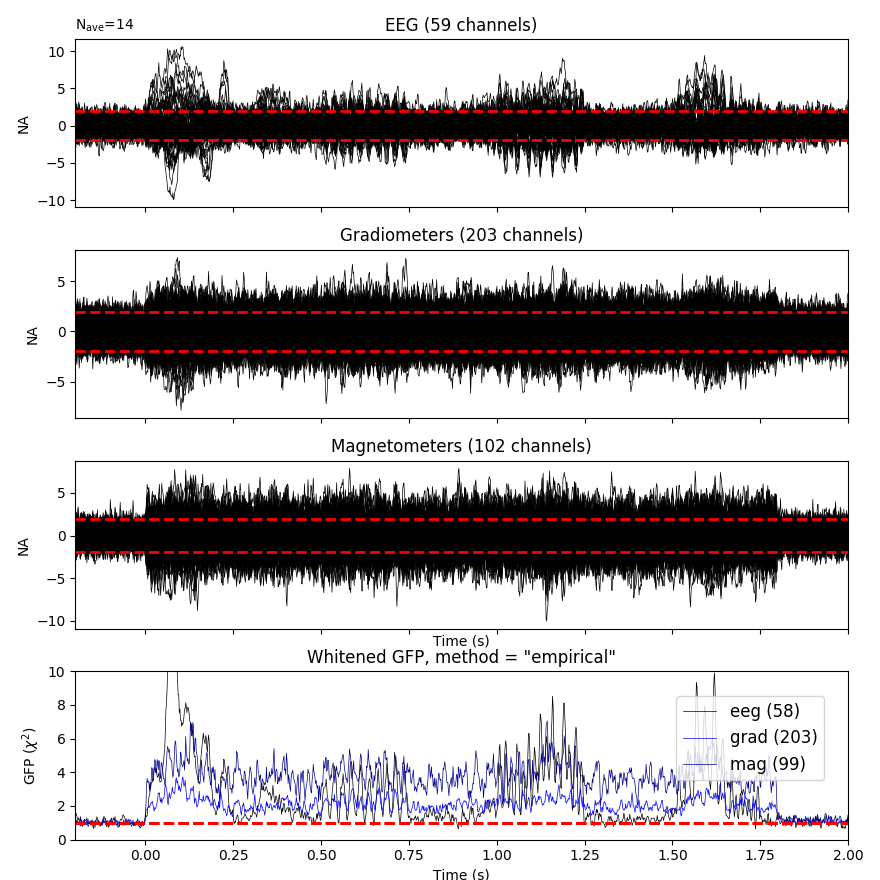 N_ave=14
EEG (59 channels)
10
5
0
−5
−10
NA
Gradiometers (203 channels)
5
0
−5
NA
Magnetometers (102 channels)
5
0
−5
−10
NA
Time (s)
Whitened GFP, method = "empirical"
10
8
6
4
2
0
GFP (χ²)
eeg (58)
grad (203)
mag (99)
0.00 0.25 0.50 0.75 1.00 1.25 1.50 1.75 2.00
Time (s)